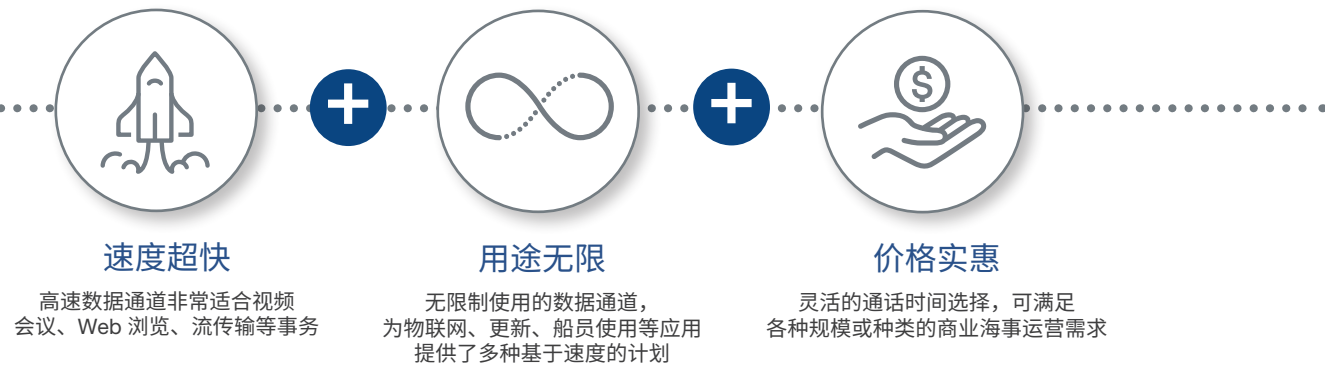 速度超快
高速数据通道非常适合视频
会议、Web 浏览、流传输等事务
用途无限
无限制使用的数据通道，
为物联网、更新、船员使用等应用
提供了多种基于速度的计划
$
价格实惠
灵活的通话时间选择，可满足
各种规模或种类的商业海事运营需求